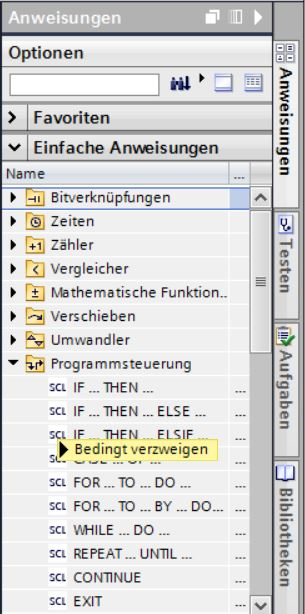 Anweisungen
Optionen
Favoriten
Einfache Anweisungen
Name ...
Bitverknüpfungen
Zeiten
+1 Zähler
Vergleicher
± Mathematische Funktion..
Verschieben
Umwandler
Programmsteuerung
SCL IF ... THEN ... ...
SCL IF ... THEN ... ELSE ... ...
SCL IF ... THEN ... ELSIF ... ...
Bedingt verzweigen
...
SCL FOR ... TO ... DO ... ...
SCL FOR ... TO ... BY ... DO... ...
SCL WHILE ... DO ... ...
SCL REPEAT ... UNTIL ... ...
SCL CONTINUE ...
SCL EXIT ...
Anweisungen
Testen
Aufgaben
Bibliotheken